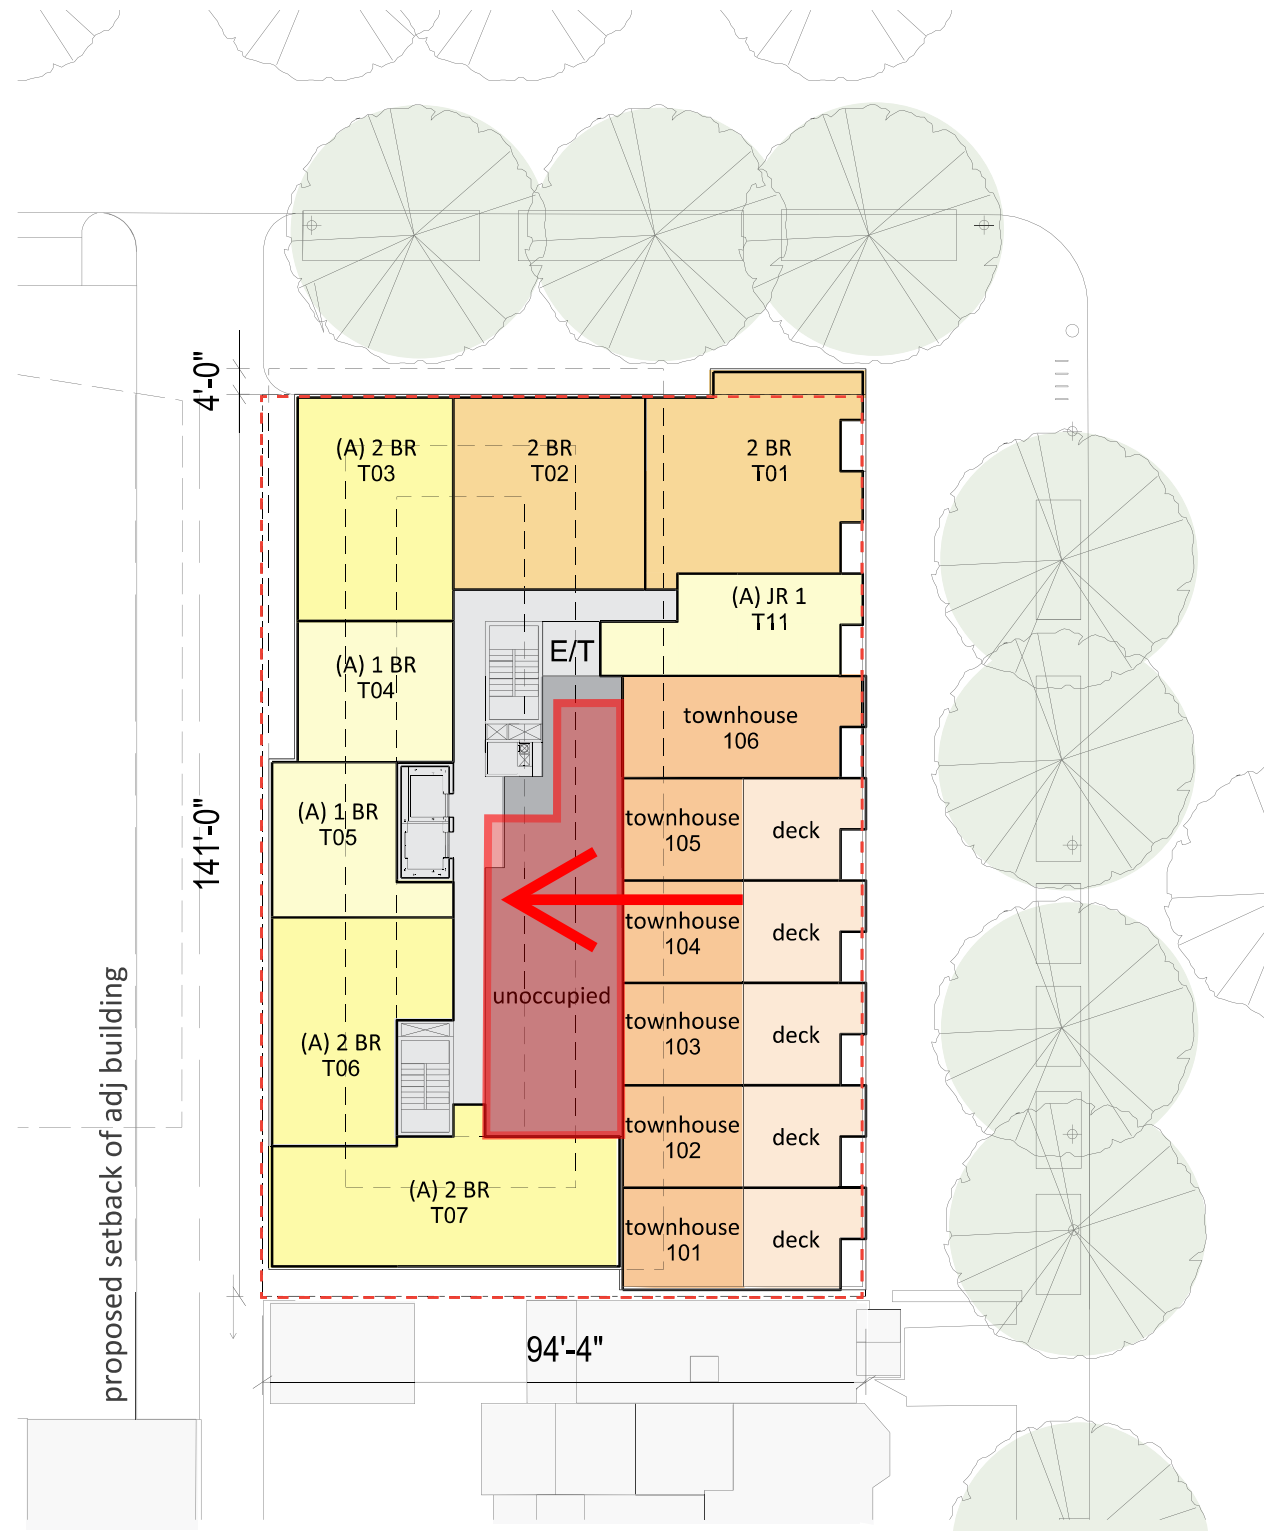 4'-0"
(A) 2 BR
T03
2 BR
T02
2 BR
T01
(A) JR 1
T11
E/T
(A) 1 BR
T04
townhouse
106
141'-0"
(A) 1 BR
T05
townhouse
105
deck
townhouse
104
deck
unoccupied
townhouse
103
deck
(A) 2 BR
T06
townhouse
102
deck
(A) 2 BR
T07
townhouse
101
deck
proposed setback of adj building
94'-4"